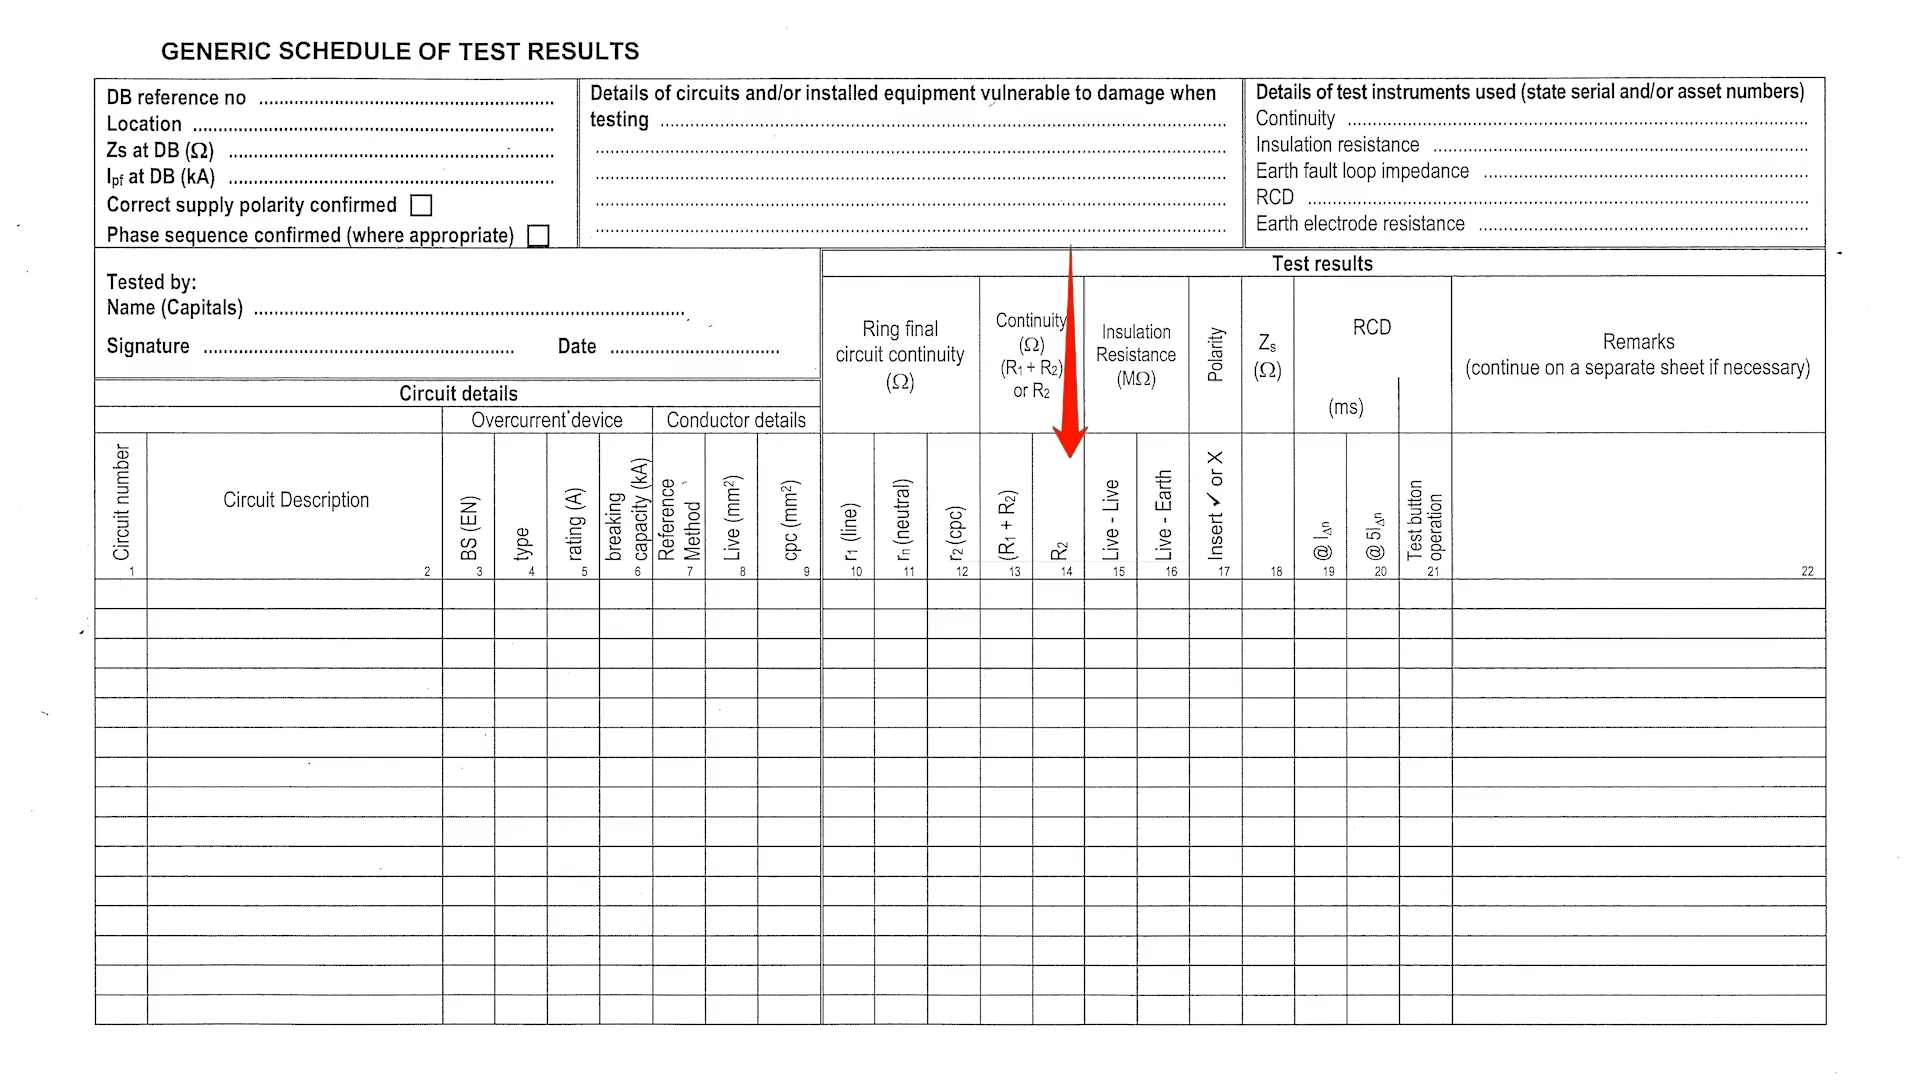 GENERIC SCHEDULE OF TEST RESULTS
DB reference no ..........
Location ..........
Zs at DB (Ω) ..........
Ipf at DB (kA) ..........
Correct supply polarity confirmed
Phase sequence confirmed (where appropriate)
Details of circuits and/or installed equipment vulnerable to damage when
testing ..........
Details of test instruments used (state serial and/or asset numbers)
Continuity ..........
Insulation resistance ..........
Earth fault loop impedance ..........
RCD ..........
Earth electrode resistance ..........
Tested by:
Name (Capitals) ..........
Signature .......... Date ..........
Test results
Ring final
circuit continuity
(Ω)
Continuity
(Ω)
(R1 + R2)
or R2
Insulation
Resistance
(MΩ)
Polarity
Zs
(Ω)
RCD
(ms)
Remarks
(continue on a separate sheet if necessary)
Circuit details
Overcurrent device
Conductor details
Circuit number
Circuit Description
BS (EN)
type
rating (A)
breaking
capacity (kA)
Reference
Method
Live (mm²)
cpc (mm²)
r1 (line)
rn (neutral)
r2 (cpc)
(R1 + R2)
R2
Live - Live
Live - Earth
Insert ✓ or X
@ IΔn
@ 5IΔn
Test button
operation
1 2 3 4 5 6 7 8 9 10 11 12 13 14 15 16 17 18 19 20 21 22